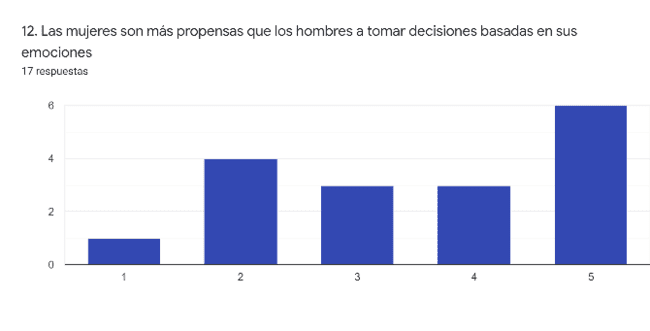 12. Las mujeres son más propensas que los hombres a tomar decisiones basadas en sus
emociones
17 respuestas
6
4
2
0
1 2 3 4 5